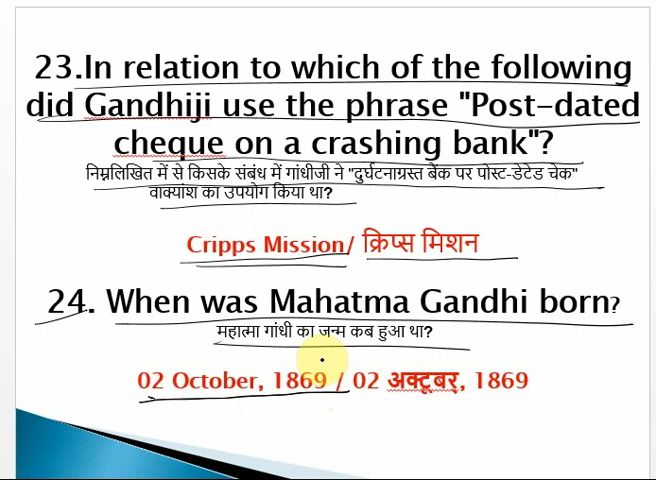 23.In relation to which of the following
did Gandhiji use the phrase "Post-dated
cheque on a crashing bank"?
निम्नलिखित में से किसके संबंध में गांधीजी ने "दुर्घटनाग्रस्त बैंक पर पोस्ट-डेटेड चेक"
वाक्यांश का उपयोग किया था?
Cripps Mission/ क्रिप्स मिशन
24. When was Mahatma Gandhi born?
महात्मा गांधी का जन्म कब हुआ था?
02 October, 1869 / 02 अक्टूबर्, 1869